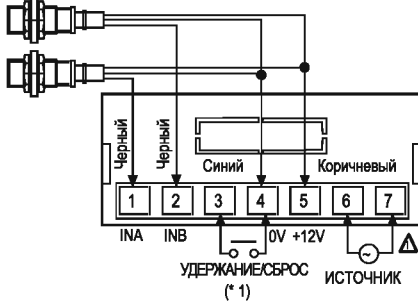 Черный
Черный
Синий
Коричневый
1 2 3 4 5 6 7
INA INB 0V +12V
УДЕРЖАНИЕ/СБРОС
(* 1)
ИСТОЧНИК